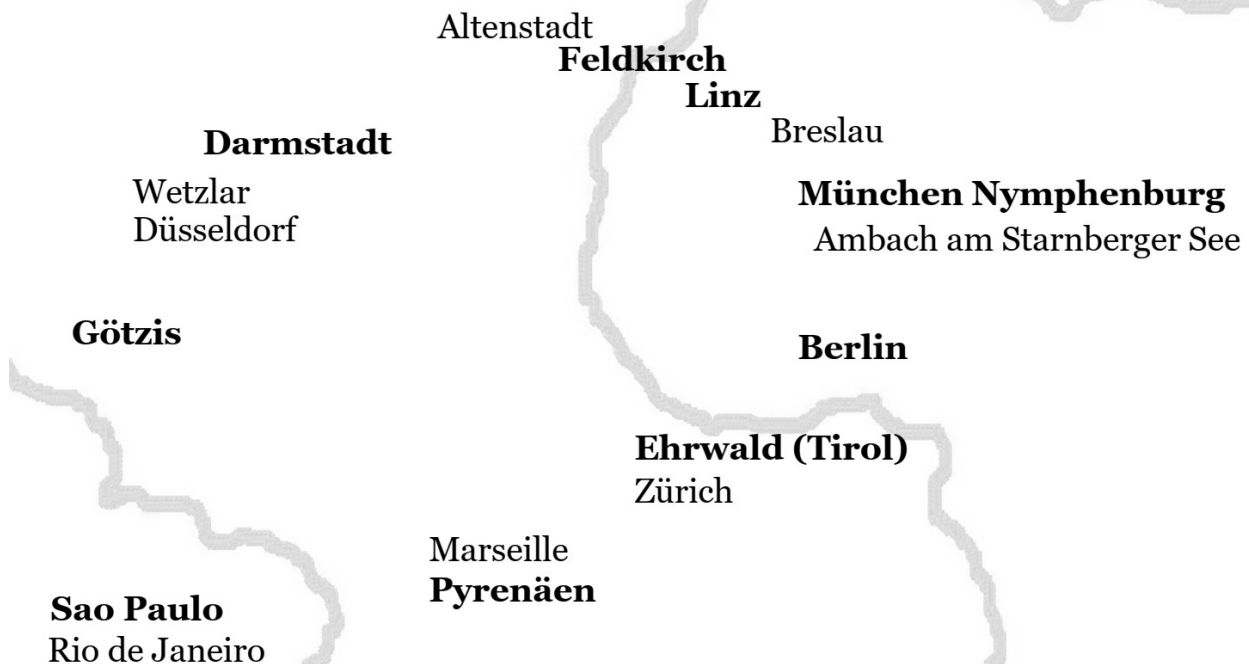 Altenstadt
Feldkirch
Linz
Breslau
Darmstadt
Wetzlar
Düsseldorf
München Nymphenburg
Ambach am Starnberger See
Götzis
Berlin
Ehrwald (Tirol)
Zürich
Marseille
Pyrenäen
Sao Paulo
Rio de Janeiro